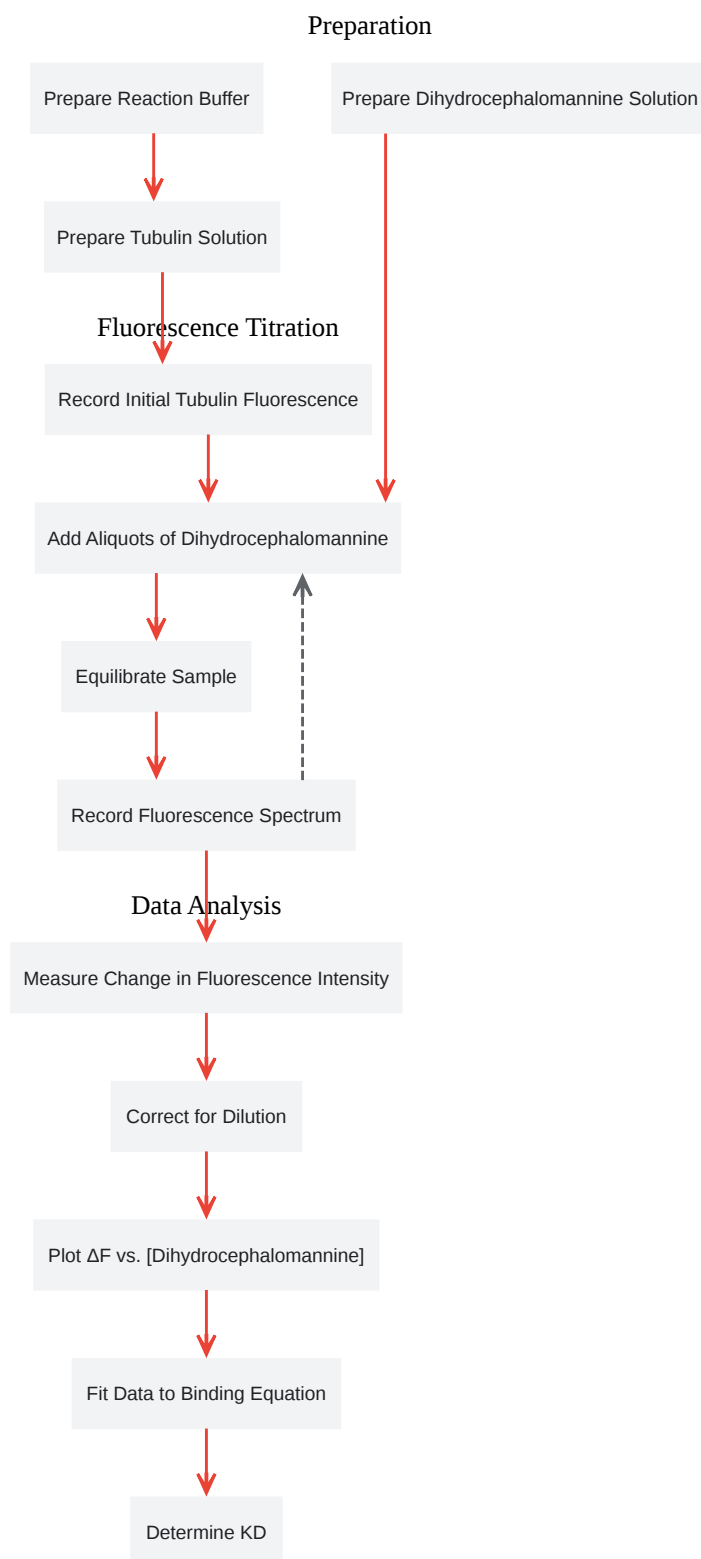 Preparation
Prepare Reaction Buffer
Prepare Dihydrocephalomannine Solution
Prepare Tubulin Solution
Fluorescence Titration
Record Initial Tubulin Fluorescence
Add Aliquots of Dihydrocephalomannine
Equilibrate Sample
Record Fluorescence Spectrum
Data Analysis
Measure Change in Fluorescence Intensity
Correct for Dilution
Plot ΔF vs. [Dihydrocephalomannine]
Fit Data to Binding Equation
Determine KD